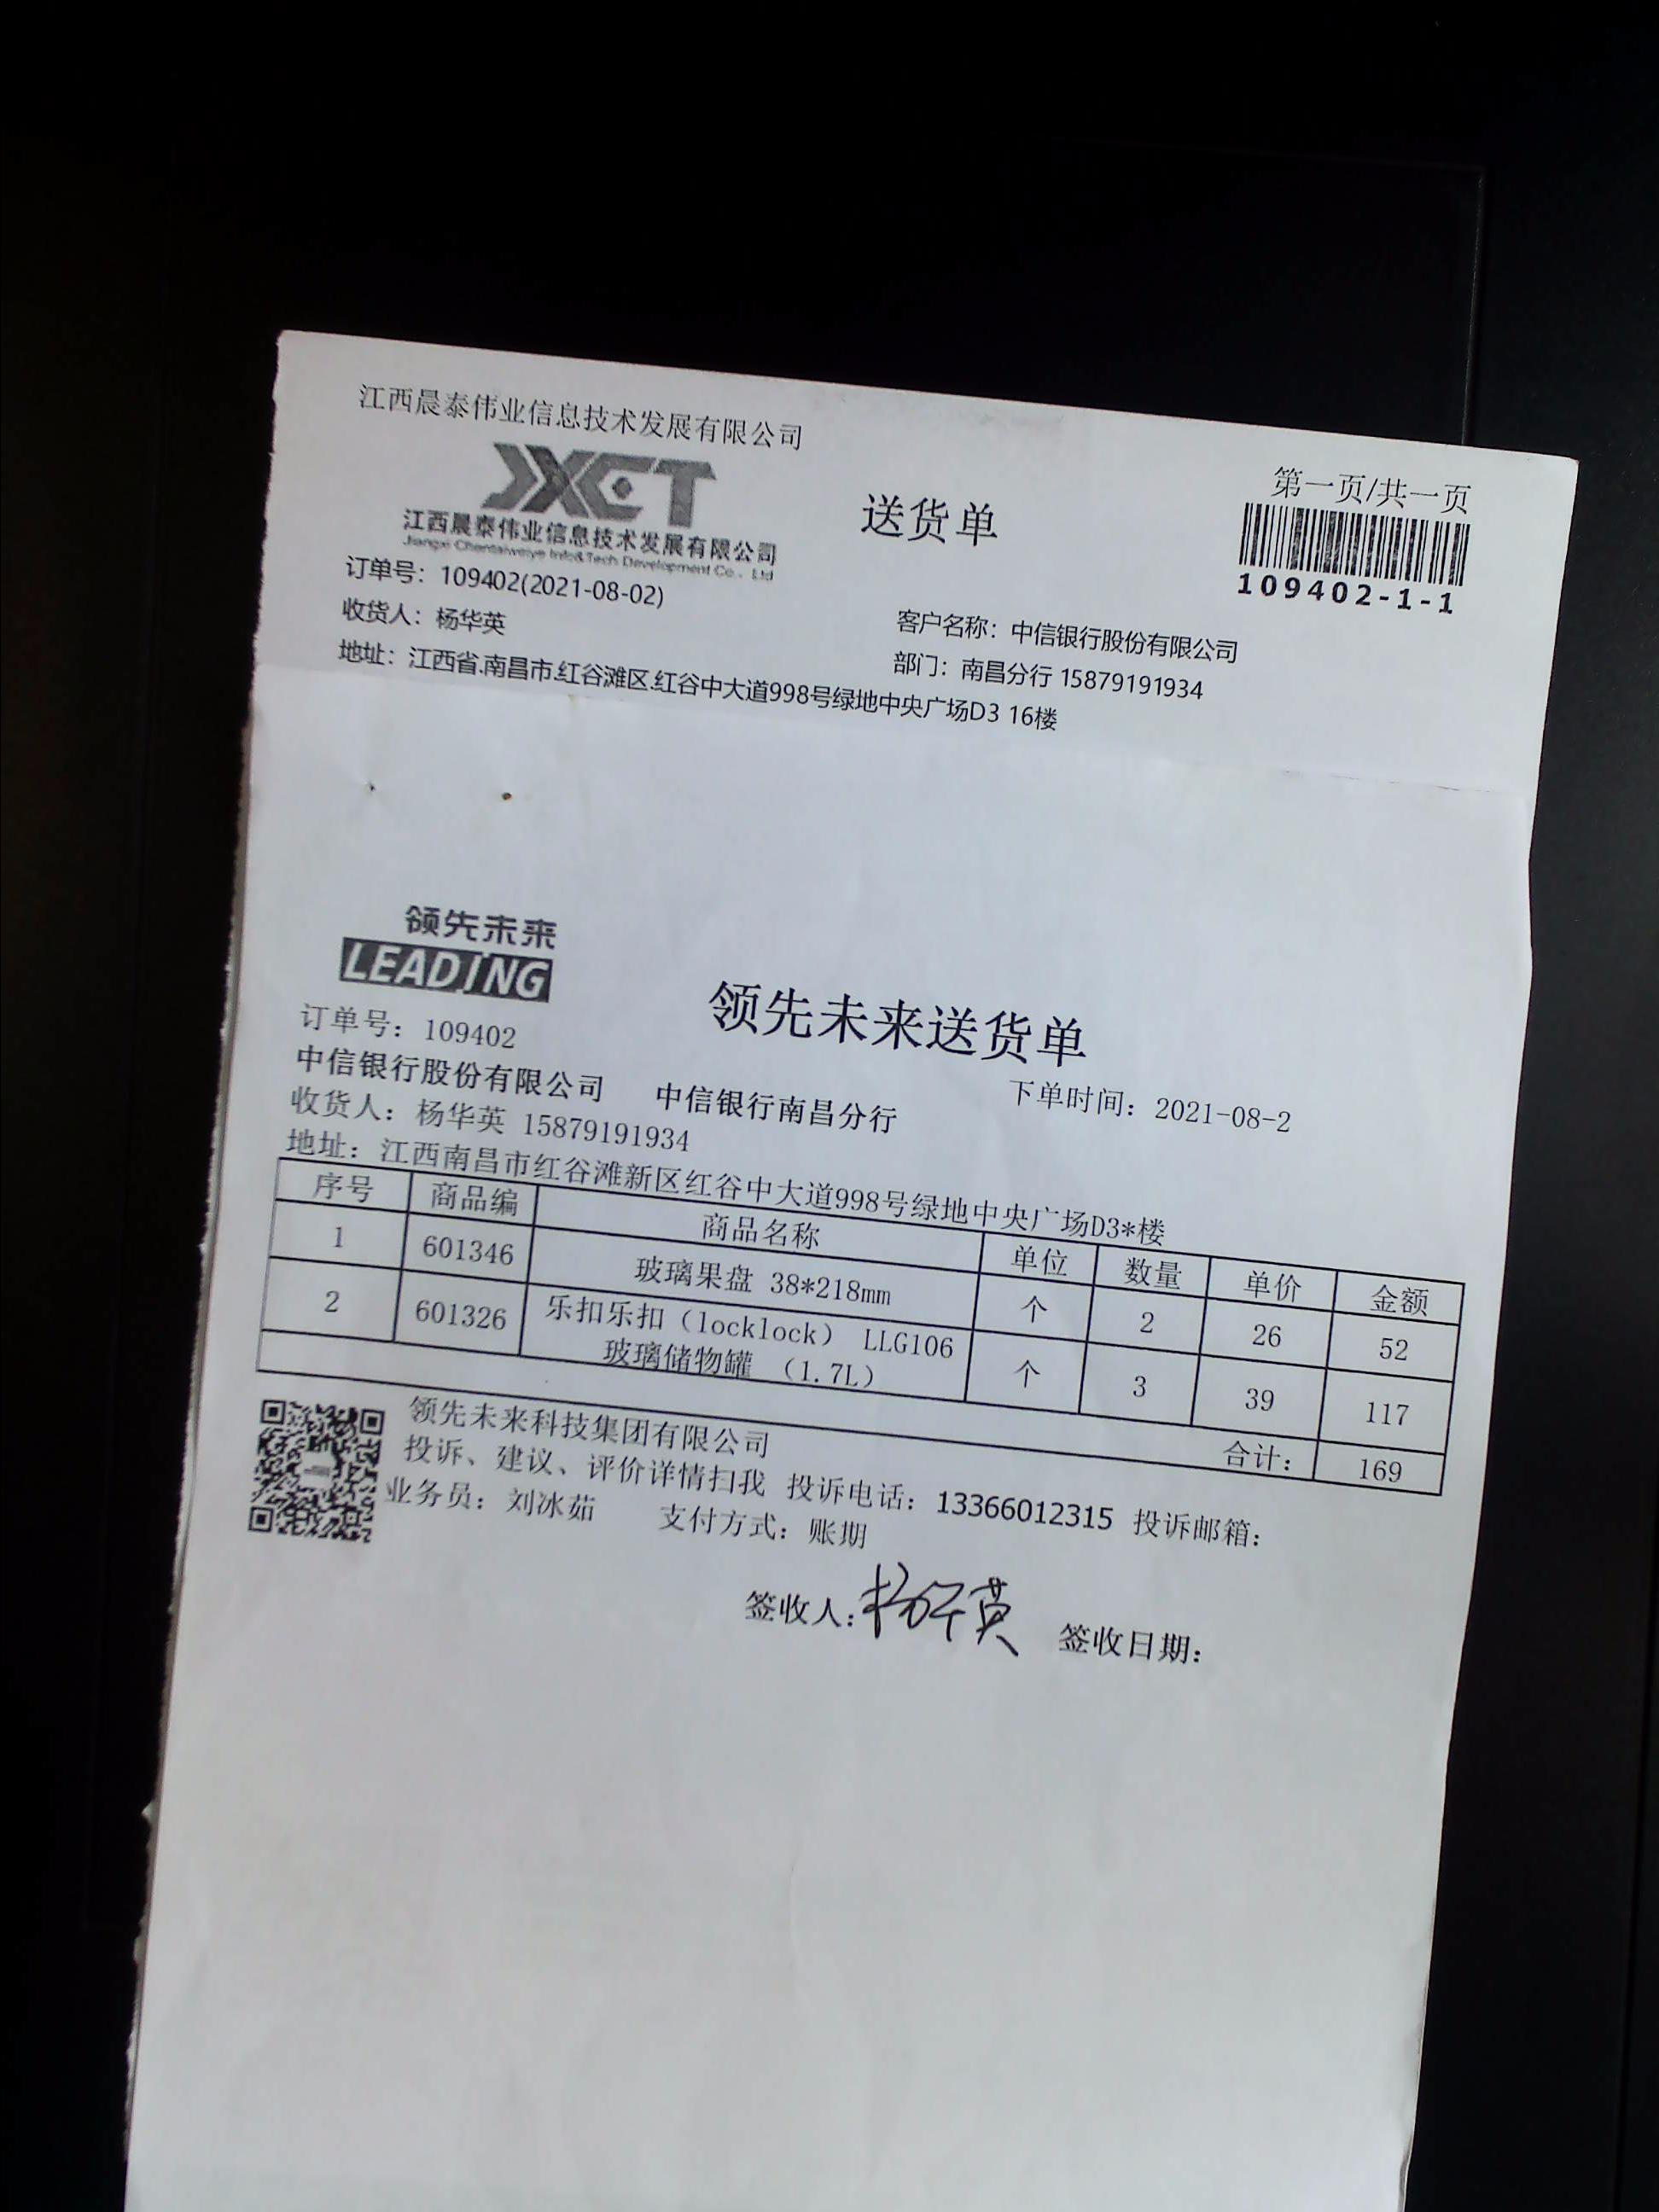 江西晨泰伟业信息技术发展有限公司
第一页/共一页
JXCT
送货单
江西晨泰伟业信息技术发展有限公司
Jiangxi Chentaiweiye Info&Tech Development Co., Ltd
109402-1-1
订单号：109402(2021-08-02)
收货人：杨华英 客户名称：中信银行股份有限公司
部门：南昌分行 15879191934
地址：江西省.南昌市.红谷滩区.红谷中大道998号绿地中央广场D3 16楼
领先未来
LEADING
领先未来送货单
订单号：109402
中信银行股份有限公司 中信银行南昌分行 下单时间：2021-08-2
收货人：杨华英 15879191934
地址：江西南昌市红谷滩新区红谷中大道998号绿地中央广场D3*楼
序号 商品编 商品名称 单位 数量 单价 金额
1 601346 玻璃果盘 38*218mm 个 2 26 52
2 601326 乐扣乐扣（locklock） LLG106 个 3 39 117
玻璃储物罐 （1.7L）
合计： 169
领先未来科技集团有限公司
投诉、建议、评价详情扫我 投诉电话：13366012315 投诉邮箱：
业务员：刘冰茹 支付方式：账期
签收人：杨华英 签收日期：